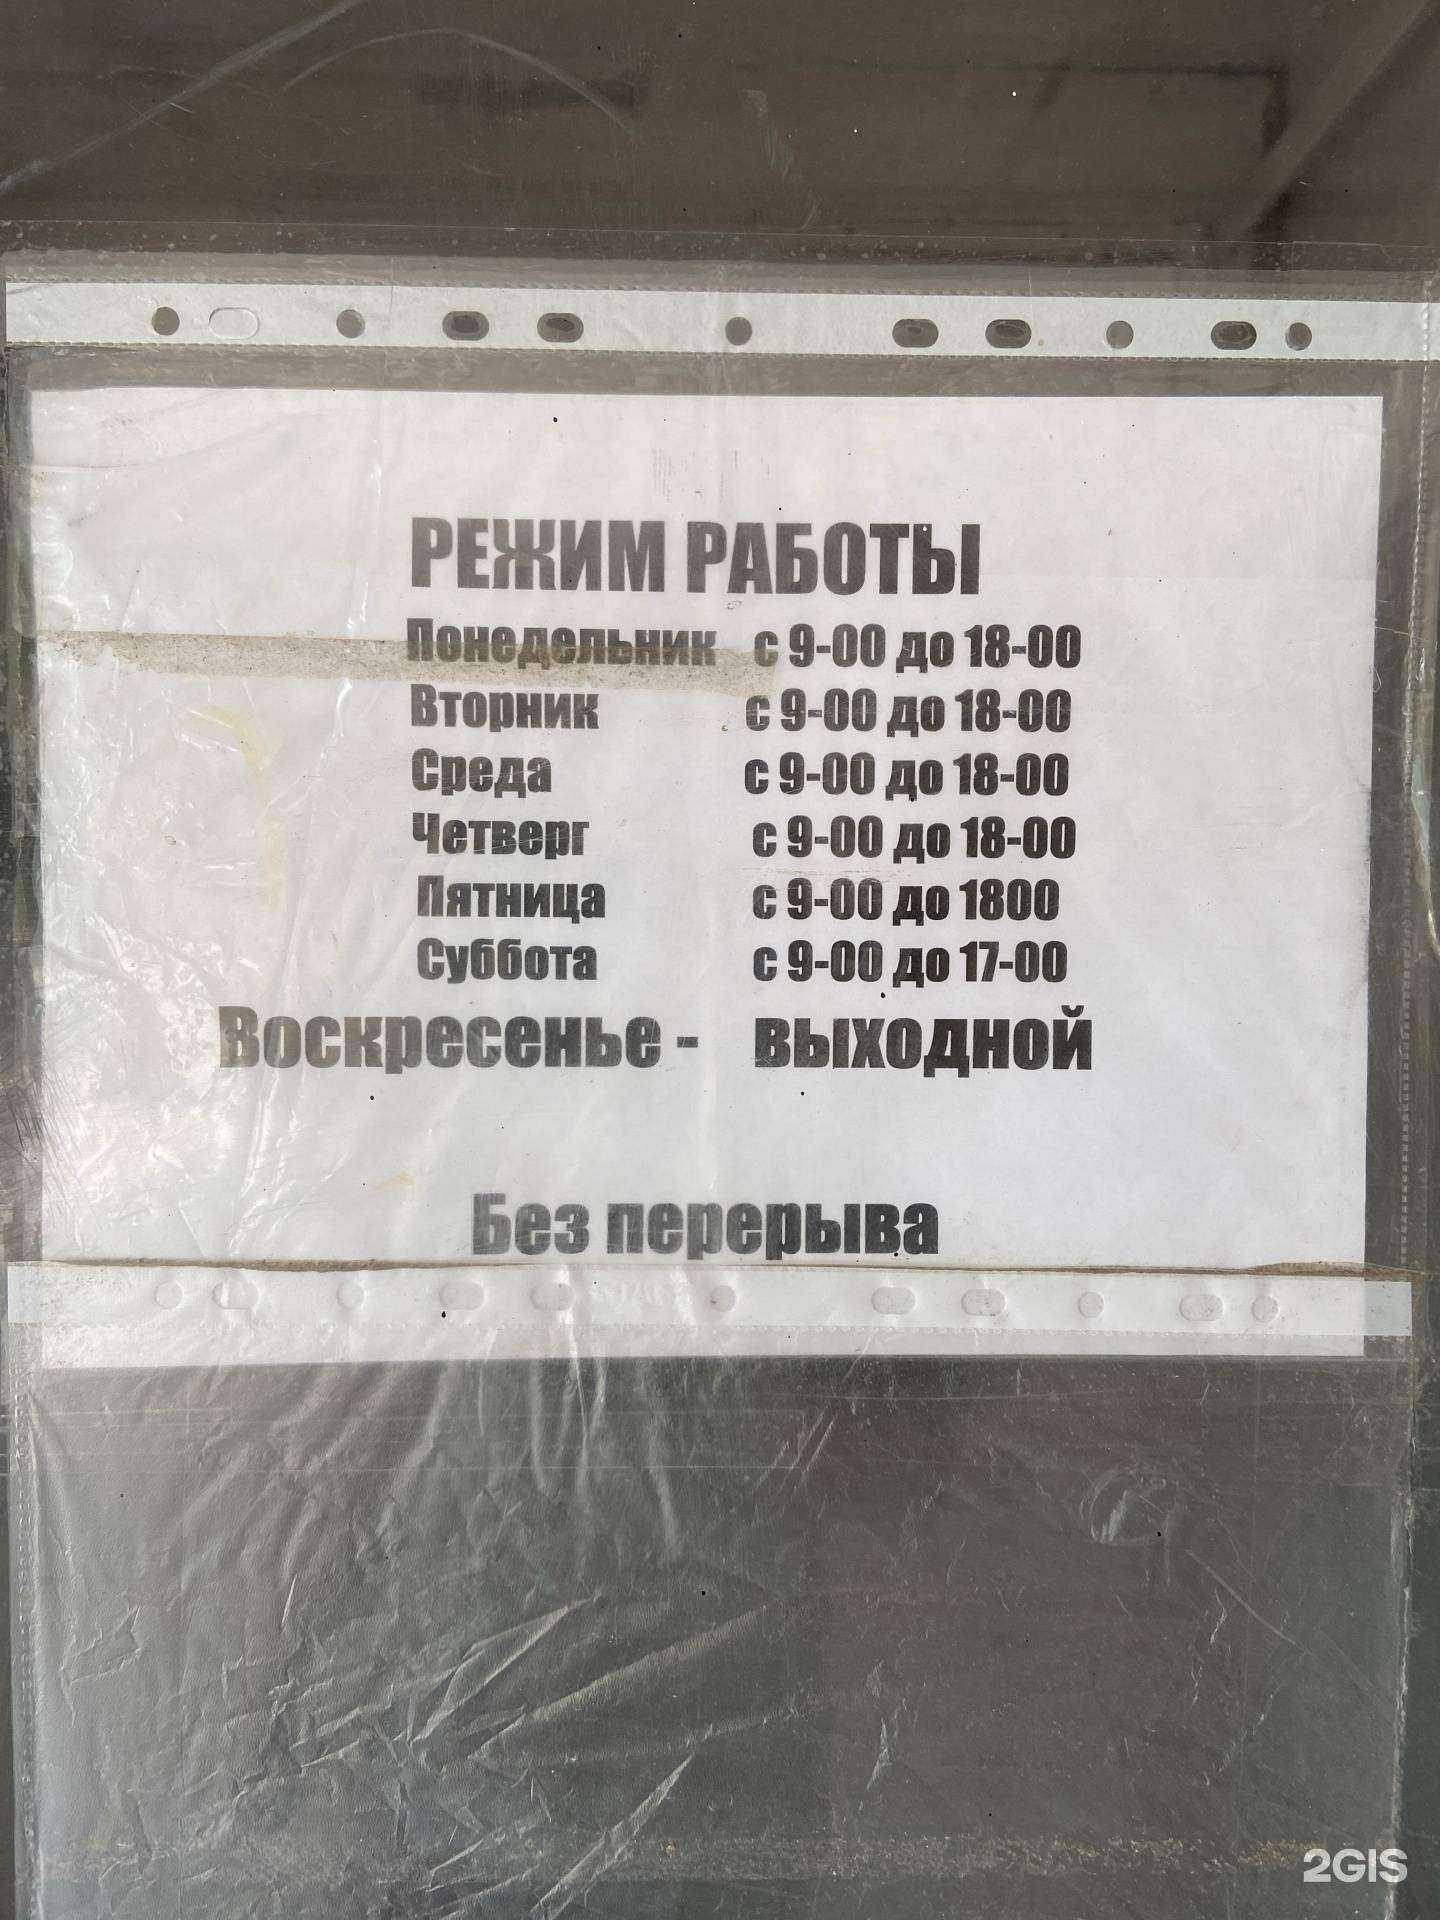 РЕЖИМ РАБОТЫ
Понедельник с 9-00 до 18-00
Вторник с 9-00 до 18-00
Среда с 9-00 до 18-00
Четверг с 9-00 до 18-00
Пятница с 9-00 до 1800
Суббота с 9-00 до 17-00
Воскресенье - выходной
Без перерыва
2GIS